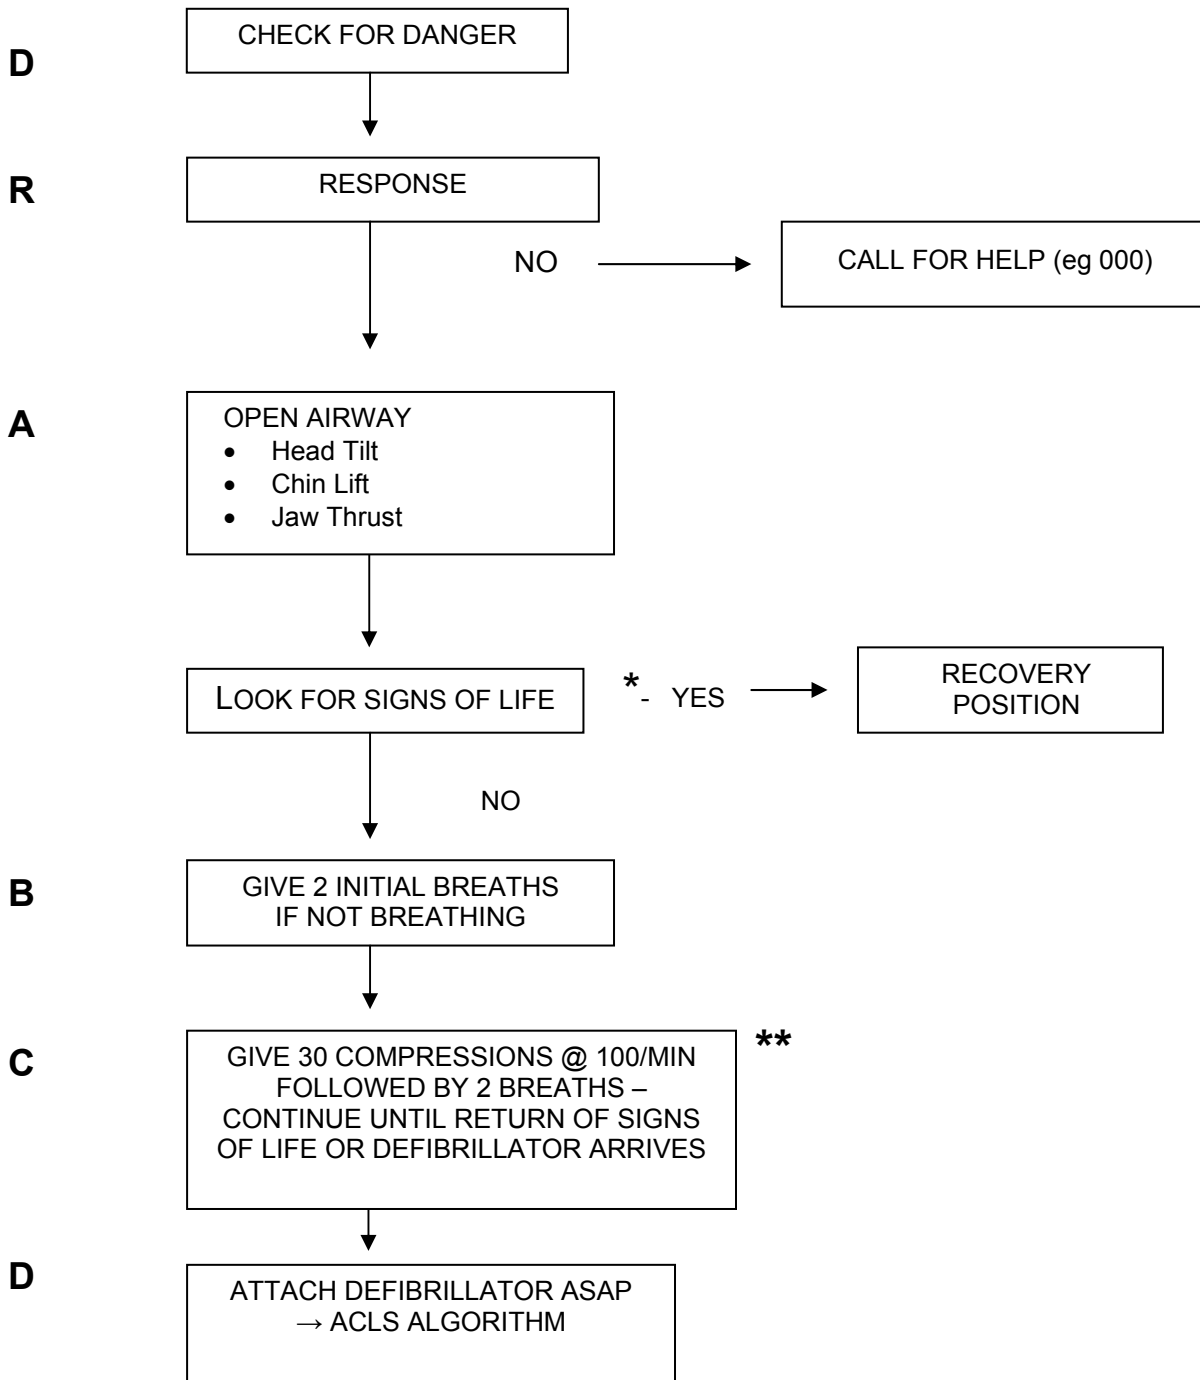 D
CHECK FOR DANGER
R
RESPONSE
NO
CALL FOR HELP (eg 000)
A
OPEN AIRWAY
• Head Tilt
• Chin Lift
• Jaw Thrust
LOOK FOR SIGNS OF LIFE
*- YES
RECOVERY
POSITION
NO
B
GIVE 2 INITIAL BREATHS
IF NOT BREATHING
C
GIVE 30 COMPRESSIONS @ 100/MIN
FOLLOWED BY 2 BREATHS –
CONTINUE UNTIL RETURN OF SIGNS
OF LIFE OR DEFIBRILLATOR ARRIVES
**
D
ATTACH DEFIBRILLATOR ASAP
→ ACLS ALGORITHM